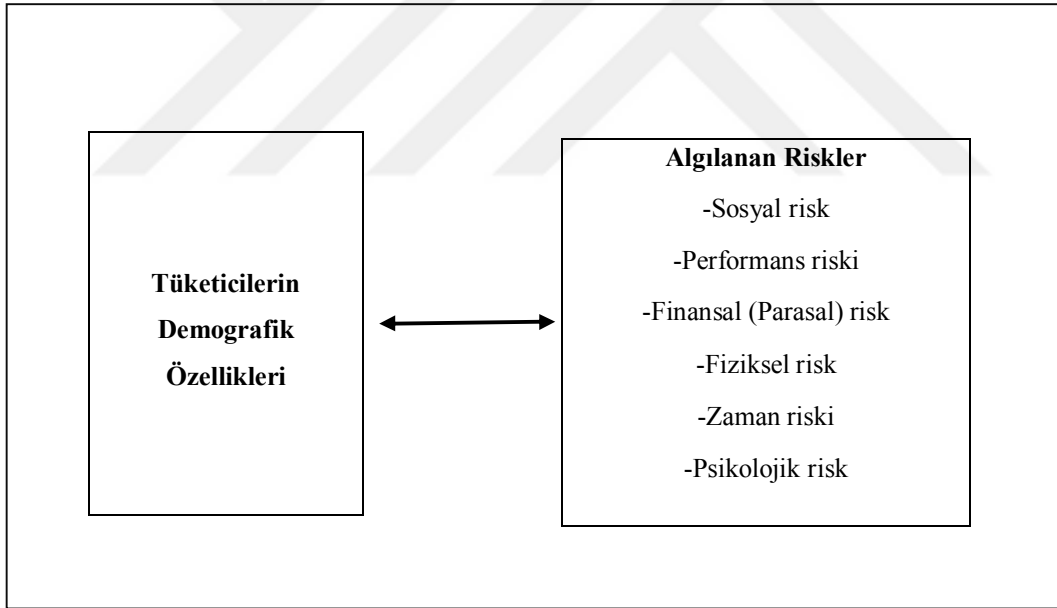 Tüketicilerin
Demografik
Özellikleri
Algılanan Riskler
-Sosyal risk
-Performans riski
-Finansal (Parasal) risk
-Fiziksel risk
-Zaman riski
-Psikolojik risk